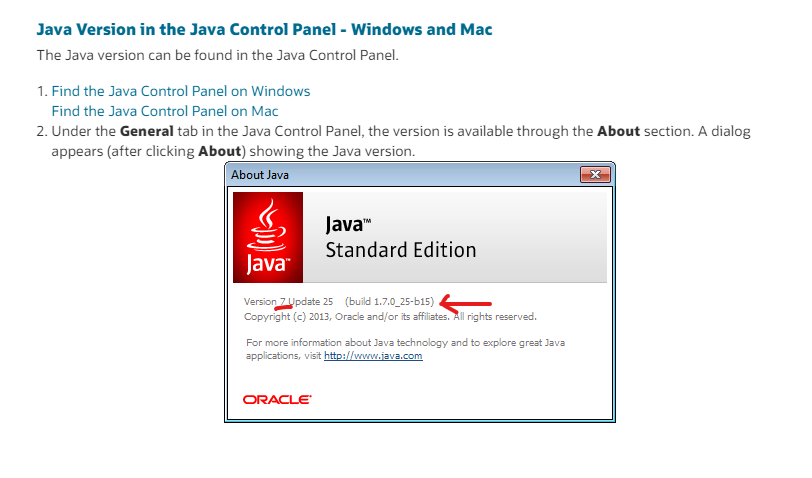 Java Version in the Java Control Panel - Windows and Mac
The Java version can be found in the Java Control Panel.
1. Find the Java Control Panel on Windows
Find the Java Control Panel on Mac
2. Under the General tab in the Java Control Panel, the version is available through the About section. A dialog
appears (after clicking About) showing the Java version.
About Java
Java™
Java™
Standard Edition
Version 7 Update 25 (build 1.7.0_25-b15)
Copyright (c) 2013, Oracle and/or its affiliates. All rights reserved.
For more information about Java technology and to explore great Java
applications, visit http://www.java.com
ORACLE®